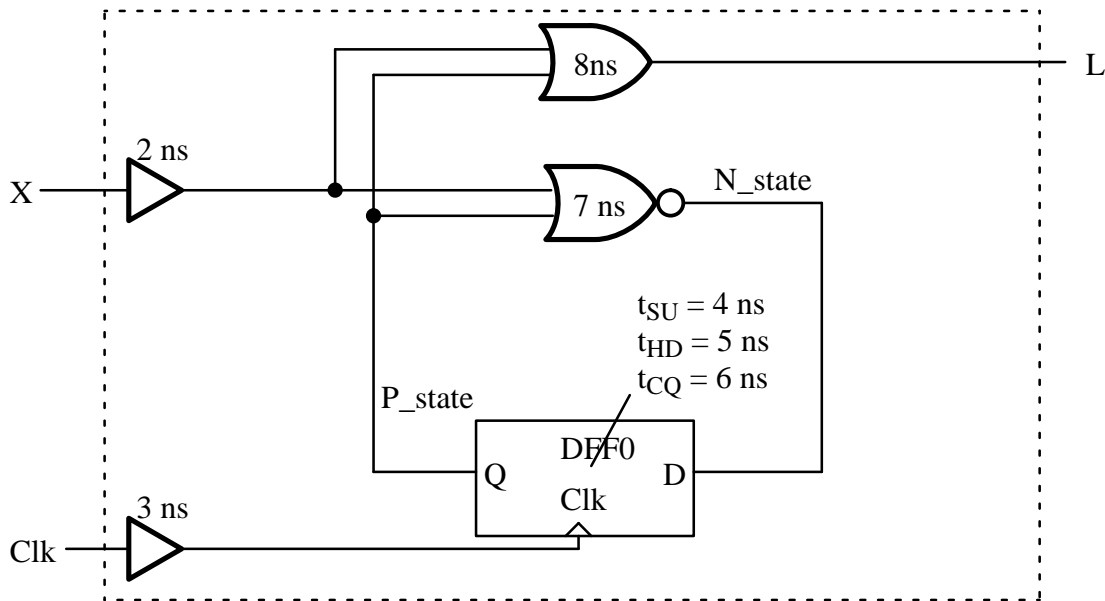 8ns
L
2 ns
X
7 ns
N_state
tSU = 4 ns
tHD = 5 ns
tCQ = 6 ns
P_state
DFF0
Q
D
Clk
3 ns
Clk